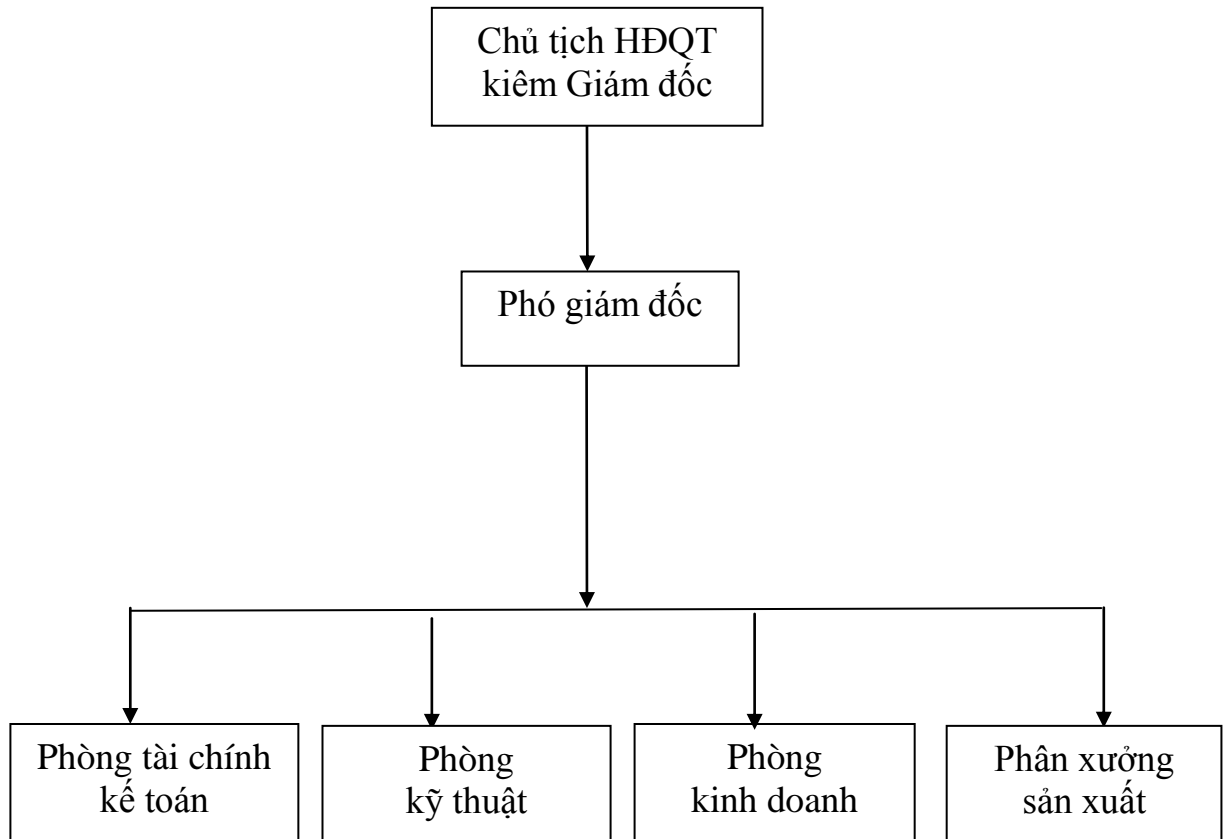 Chủ tịch HĐQT
kiêm Giám đốc
Phó giám đốc
Phòng tài chính
kế toán
Phòng
kỹ thuật
Phòng
kinh doanh
Phân xưởng
sản xuất